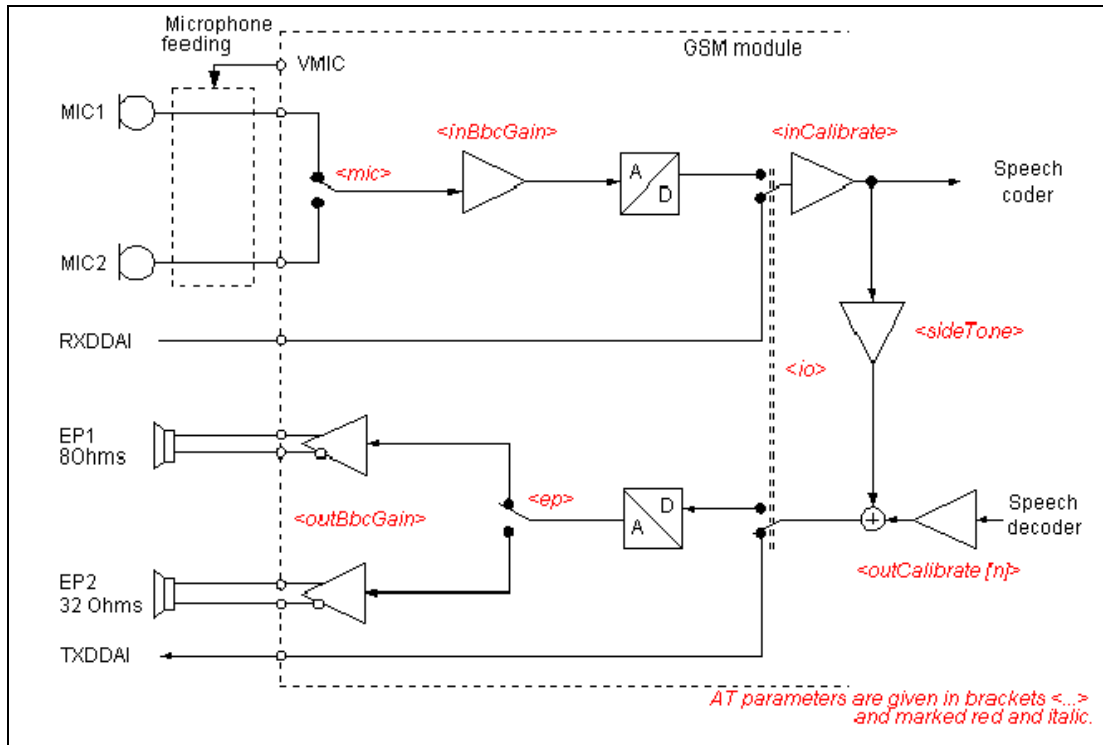 Microphone
feeding
GSM module
VMIC
MIC1
<inBbcGain>
<inCalibrate>
<mic>
A
D
Speech
coder
MIC2
RXDDAI
<sideTone>
<io>
EP1
8Ohms
<ep>
<outBbcGain>
D
A
Speech
decoder
<outCalibrate [n]>
EP2
32 Ohms
TXDDAI
AT parameters are given in brackets <...>
and marked red and italic.